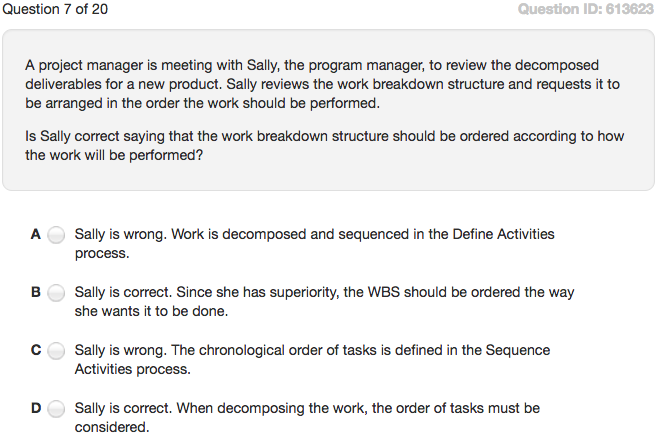 Question 7 of 20
Question ID: 613623
A project manager is meeting with Sally, the program manager, to review the decomposed
deliverables for a new product. Sally reviews the work breakdown structure and requests it to
be arranged in the order the work should be performed.
Is Sally correct saying that the work breakdown structure should be ordered according to how
the work will be performed?
A Sally is wrong. Work is decomposed and sequenced in the Define Activities
process.
B Sally is correct. Since she has superiority, the WBS should be ordered the way
she wants it to be done.
C Sally is wrong. The chronological order of tasks is defined in the Sequence
Activities process.
D Sally is correct. When decomposing the work, the order of tasks must be
considered.